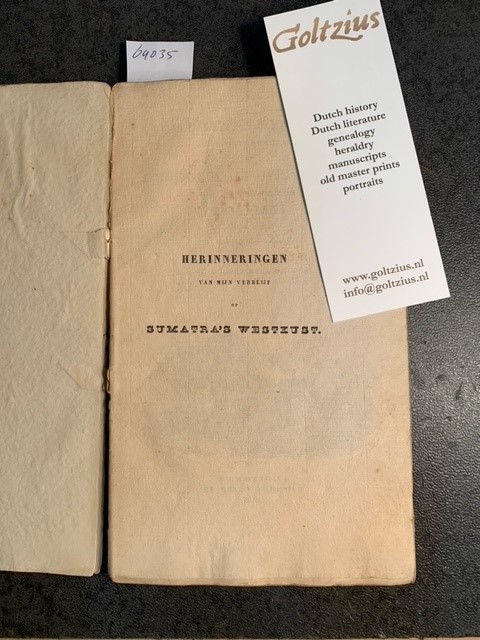 64035
Goltzius
Dutch history
Dutch literature
genealogy
heraldry
manuscripts
old master prints
portraits
www.goltzius.nl
info@goltzius.nl
HERINNERINGEN
VAN MIJN VERBLIJF
OP
SUMATRA'S WESTKUST.